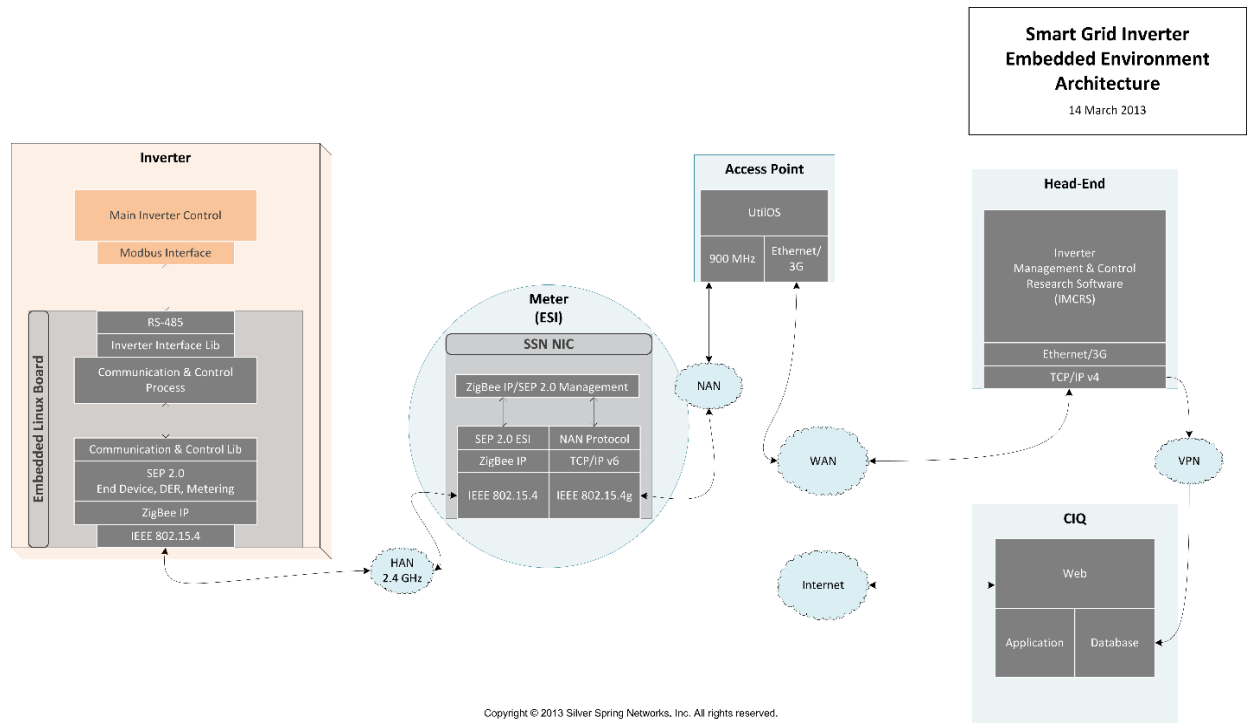 Smart Grid Inverter
Embedded Environment
Architecture
14 March 2013
Inverter
Main Inverter Control
Modbus Interface
Embedded Linux Board
RS-485
Inverter Interface Lib
Communication & Control
Process
Communication & Control Lib
SEP 2.0
End Device, DER, Metering
ZigBee IP
IEEE 802.15.4
HAN
2.4 GHz
Meter
(ESI)
SSN NIC
ZigBee IP/SEP 2.0 Management
SEP 2.0 ESI
NAN Protocol
ZigBee IP
TCP/IP v6
IEEE 802.15.4
IEEE 802.15.4g
NAN
Access Point
UtilOS
900 MHz
Ethernet/
3G
WAN
Internet
Head-End
Inverter
Management & Control
Research Software
(IMCRS)
Ethernet/3G
TCP/IP v4
VPN
CIQ
Web
Application
Database
Copyright © 2013 Silver Spring Networks, Inc. All rights reserved.